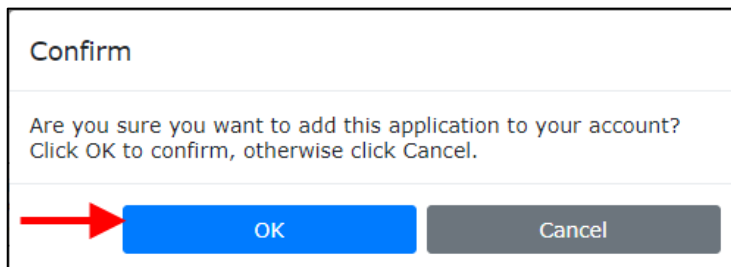 Confirm
Are you sure you want to add this application to your account?
Click OK to confirm, otherwise click Cancel.
OK
Cancel